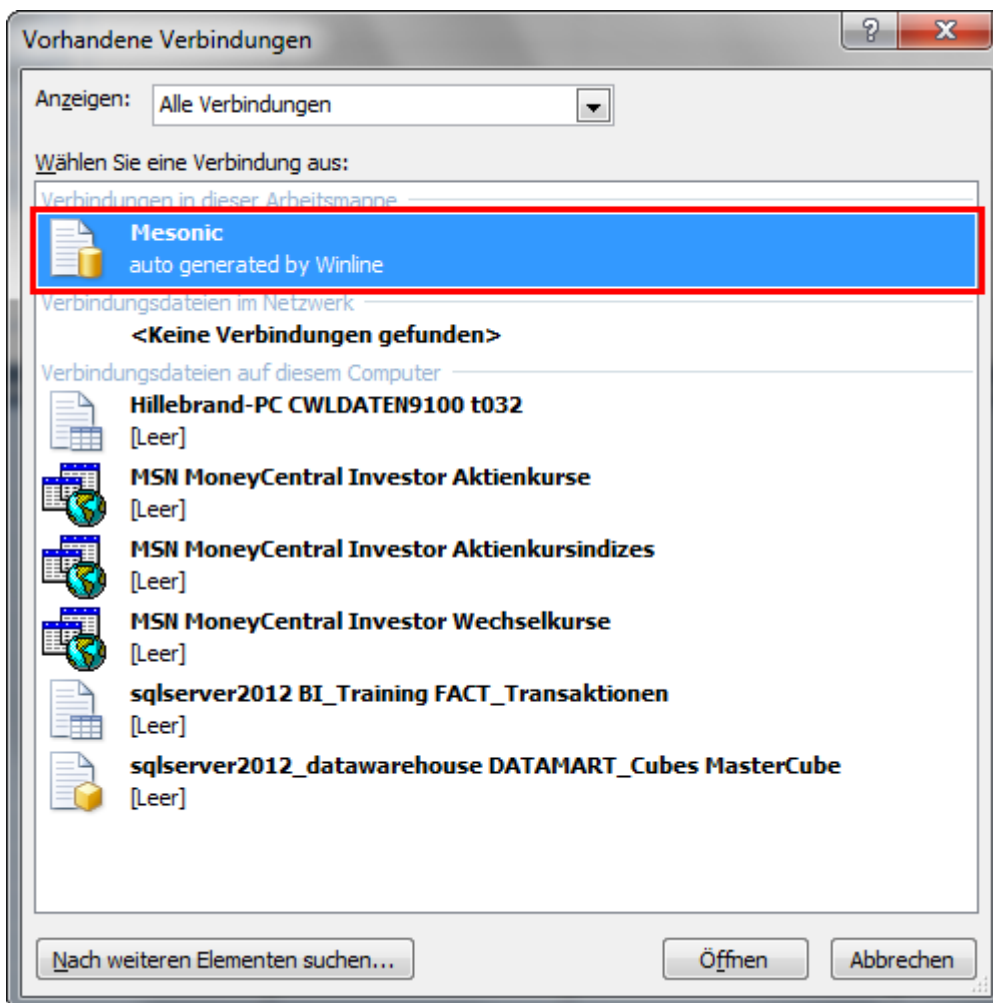 Vorhandene Verbindungen
?
X
Anzeigen:
Alle Verbindungen
Wählen Sie eine Verbindung aus:
Verbindungen in dieser Arbeitsmappe
Mesonic
auto generated by Winline
Verbindungsdateien im Netzwerk
<Keine Verbindungen gefunden>
Verbindungsdateien auf diesem Computer
Hillebrand-PC CWLDATEN9100 t032
[Leer]
MSN MoneyCentral Investor Aktienkurse
[Leer]
MSN MoneyCentral Investor Aktienkursindizes
[Leer]
MSN MoneyCentral Investor Wechselkurse
[Leer]
sqlserver2012 BI_Training FACT_Transaktionen
[Leer]
sqlserver2012_datawarehouse DATAMART_Cubes MasterCube
[Leer]
Nach weiteren Elementen suchen...
Öffnen
Abbrechen